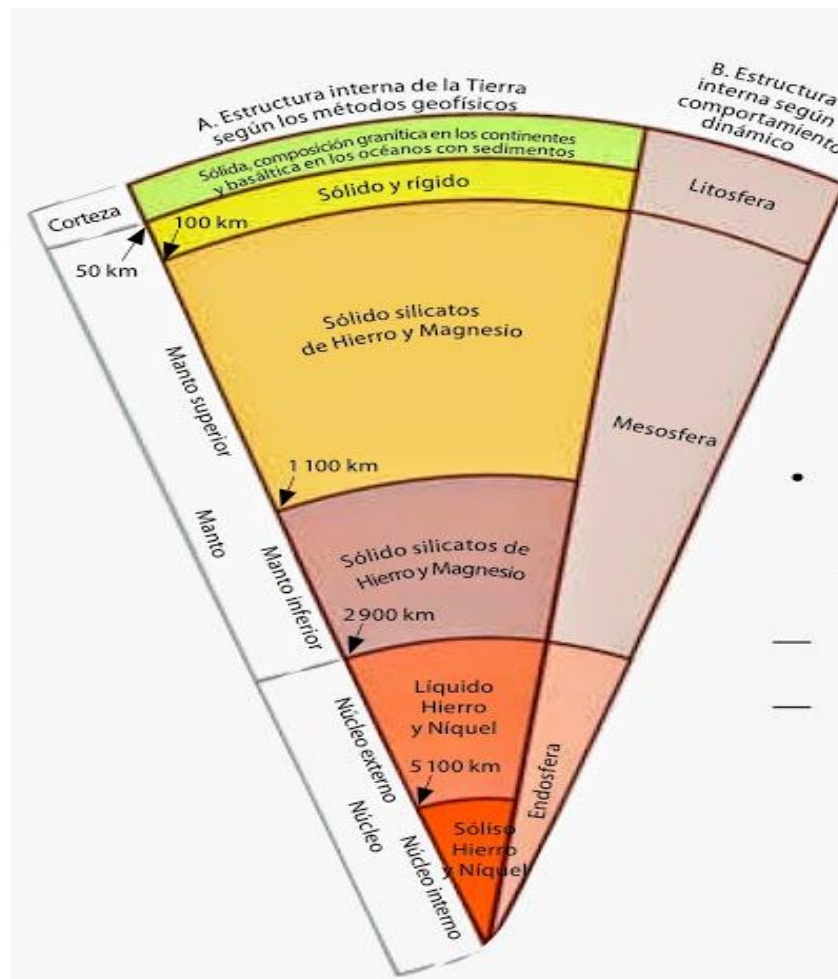 A. Estructura interna de la Tierra
según los métodos geofísicos
B. Estructura
interna según
comportamiento
dinámico
Sólida, composición granítica en los continentes
y basáltica en los océanos con sedimentos
Sólido y rígido
Litosfera
Corteza
100 km
50 km
Sólido silicatos
de Hierro y Magnesio
Manto superior
Mesosfera
1 100 km
Manto
Sólido silicatos de
Hierro y Magnesio
Manto inferior
2 900 km
Líquido
Hierro
y Níquel
Núcleo externo
5 100 km
Endosfera
Núcleo
Sóliso
Hierro
y Níquel
Núcleo interno